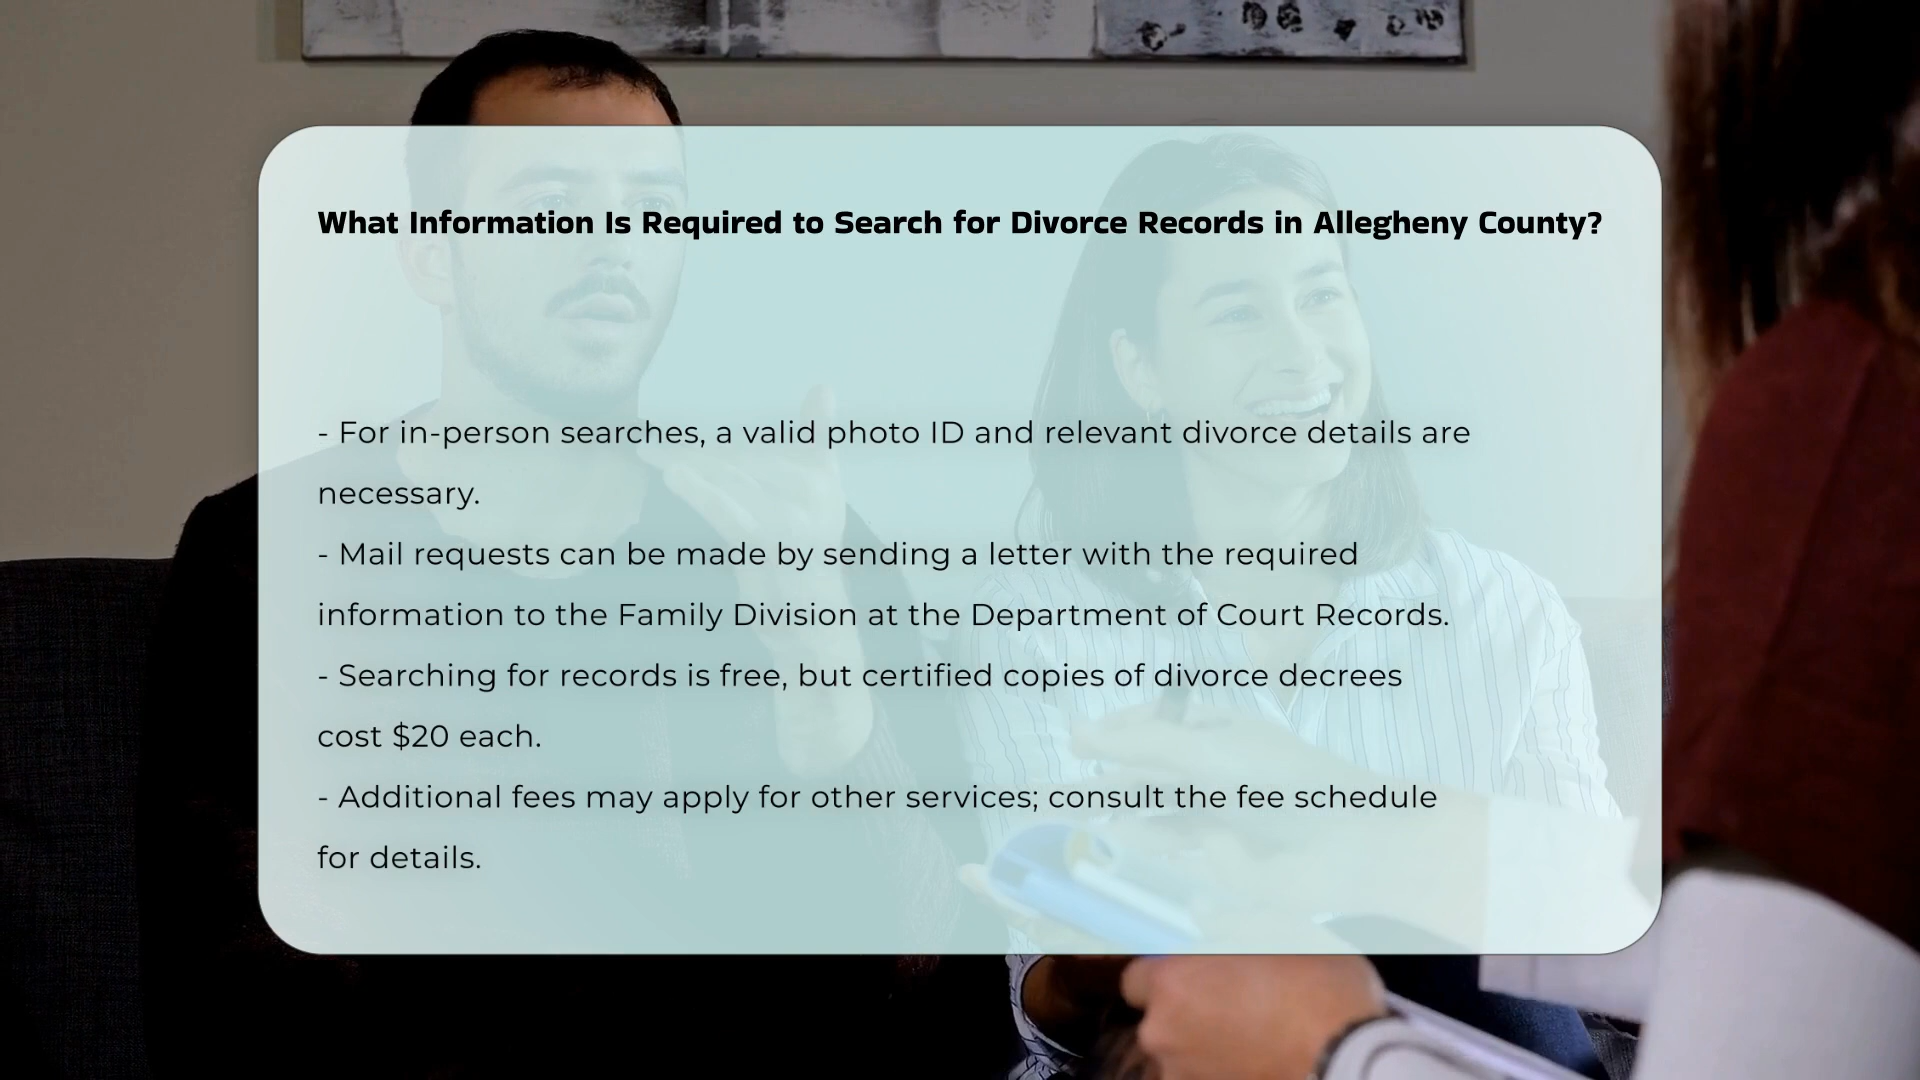 What Information Is Required to Search for Divorce Records in Allegheny County?
- For in-person searches, a valid photo ID and relevant divorce details are
necessary.
- Mail requests can be made by sending a letter with the required
information to the Family Division at the Department of Court Records.
- Searching for records is free, but certified copies of divorce decrees
cost $20 each.
- Additional fees may apply for other services; consult the fee schedule
for details.